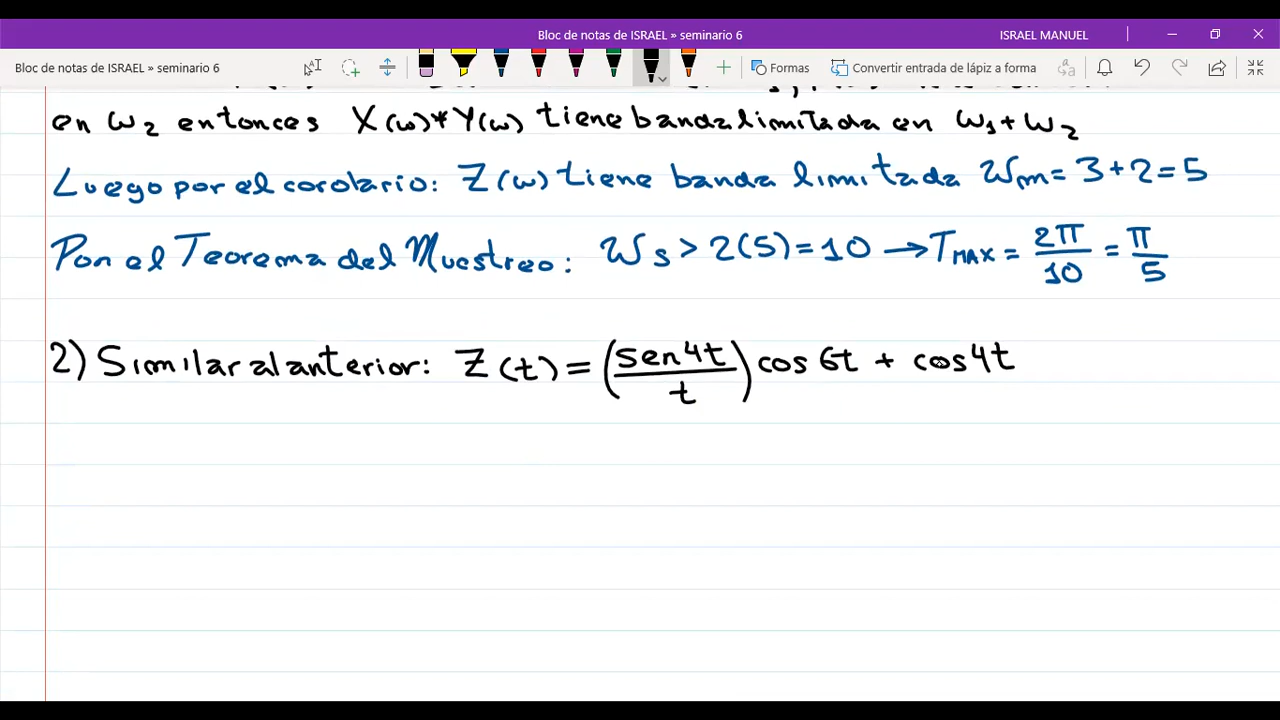 Bloc de notas de ISRAEL » seminario 6
ISRAEL MANUEL
Bloc de notas de ISRAEL » seminario 6
Formas
Convertir entrada de lápiz a forma
en ω2 entonces X(ω)*Y(ω) tiene banda limitada en ω1+ω2
Luego por el corolario: Z(ω) tiene banda limitada Wm=3+2=5
Por el Teorema del Muestreo: Ws>2(5)=10 →TMAX=2π/10=π/5
2) Similar al anterior: Z(t)=(sen4t/t)cos6t+cos4t